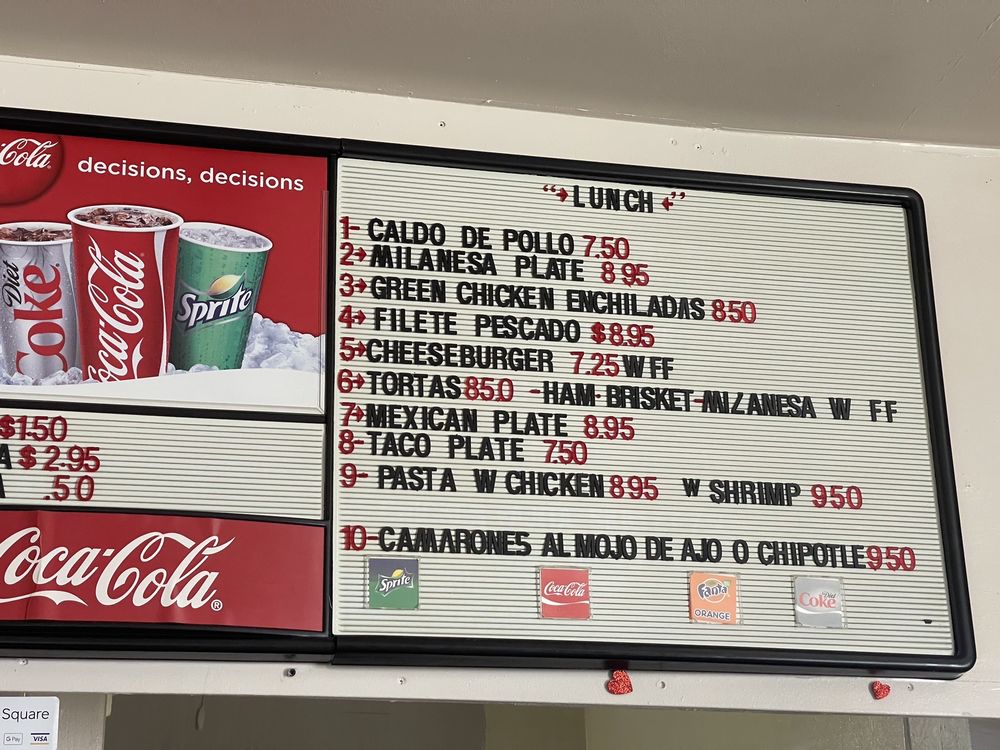 Cola
decisions, decisions
Diet Coke
Coca-Cola
Sprite
$1.50
A $2.95
.50
Coca-Cola®
Square
G Pay VISA
"→LUNCH←"
1- CALDO DE POLLO 7.50
2→MILANESA PLATE 8 95
3→GREEN CHICKEN ENCHILADAS 8.50
4→ FILETE PESCADO $8.95
5→CHEESEBURGER 7.25 W FF
6→TORTAS 85.0 -HAM-BRISKET-MILANESA W FF
7→MEXICAN PLATE 8.95
8-TACO PLATE 7.50
9- PASTA W CHICKEN 8.95 W SHRIMP 9.50
10-CAMARONES AL MOJO DE AJO O CHIPOTLE 9.50
Sprite
Coca-Cola
Fanta ORANGE
Diet Coke